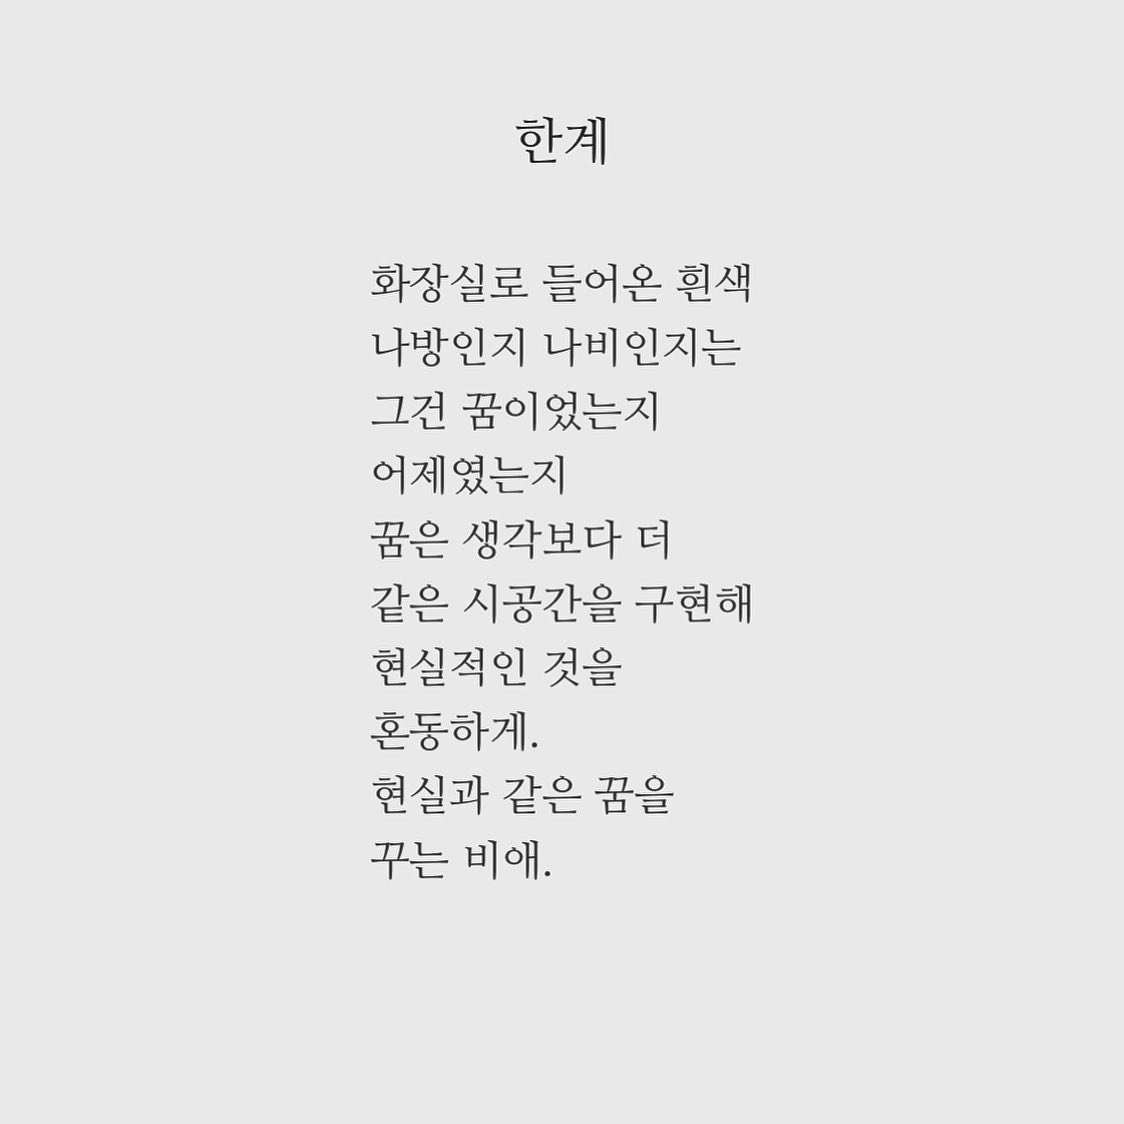 한계
화장실로 들어온 흰색
나방인지 나비인지는
그건 꿈이었는지
어제였는지
꿈은 생각보다 더
같은 시공간을 구현해
현실적인 것을
혼동하게.
현실과 같은 꿈을
꾸는 비애.